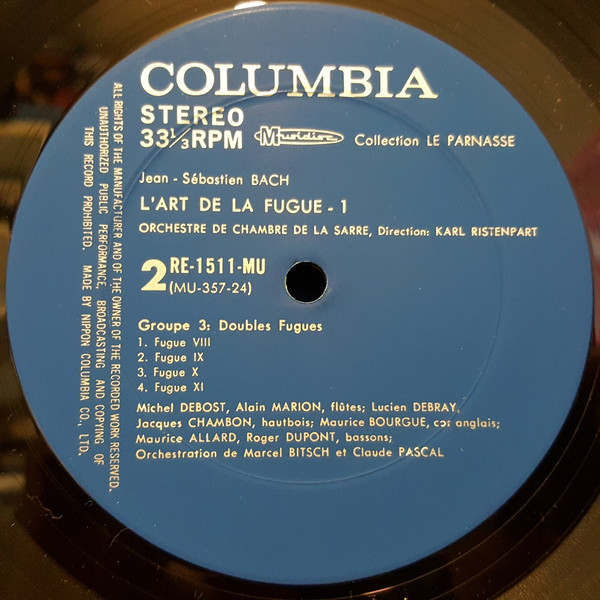 COLUMBIA
STEREO
33 1/3 RPM
Musidisc
Collection LE PARNASSE
Jean - Sébastien BACH
L'ART DE LA FUGUE - 1
ORCHESTRE DE CHAMBRE DE LA SARRE, Direction: KARL RISTENPART
2 RE-1511-MU
(MU-357-24)
Groupe 3: Doubles Fugues
1. Fugue VIII
2. Fugue IX
3. Fugue X
4. Fugue XI
Michel DEBOST, Alain MARION, flûtes; Lucien DEBRAY,
Jacques CHAMBON, hautbois; Maurice BOURGUE, cor anglais;
Maurice ALLARD, Roger DUPONT, bassons;
Orchestration de Marcel BITSCH et Claude PASCAL
ALL RIGHTS OF THE MANUFACTURER AND OF THE OWNER OF THE RECORDED WORK RESERVED.
UNAUTHORIZED PUBLIC PERFORMANCE, BROADCASTING AND COPYING OF
THIS RECORD PROHIBITED. MADE BY NIPPON COLUMBIA CO., LTD.